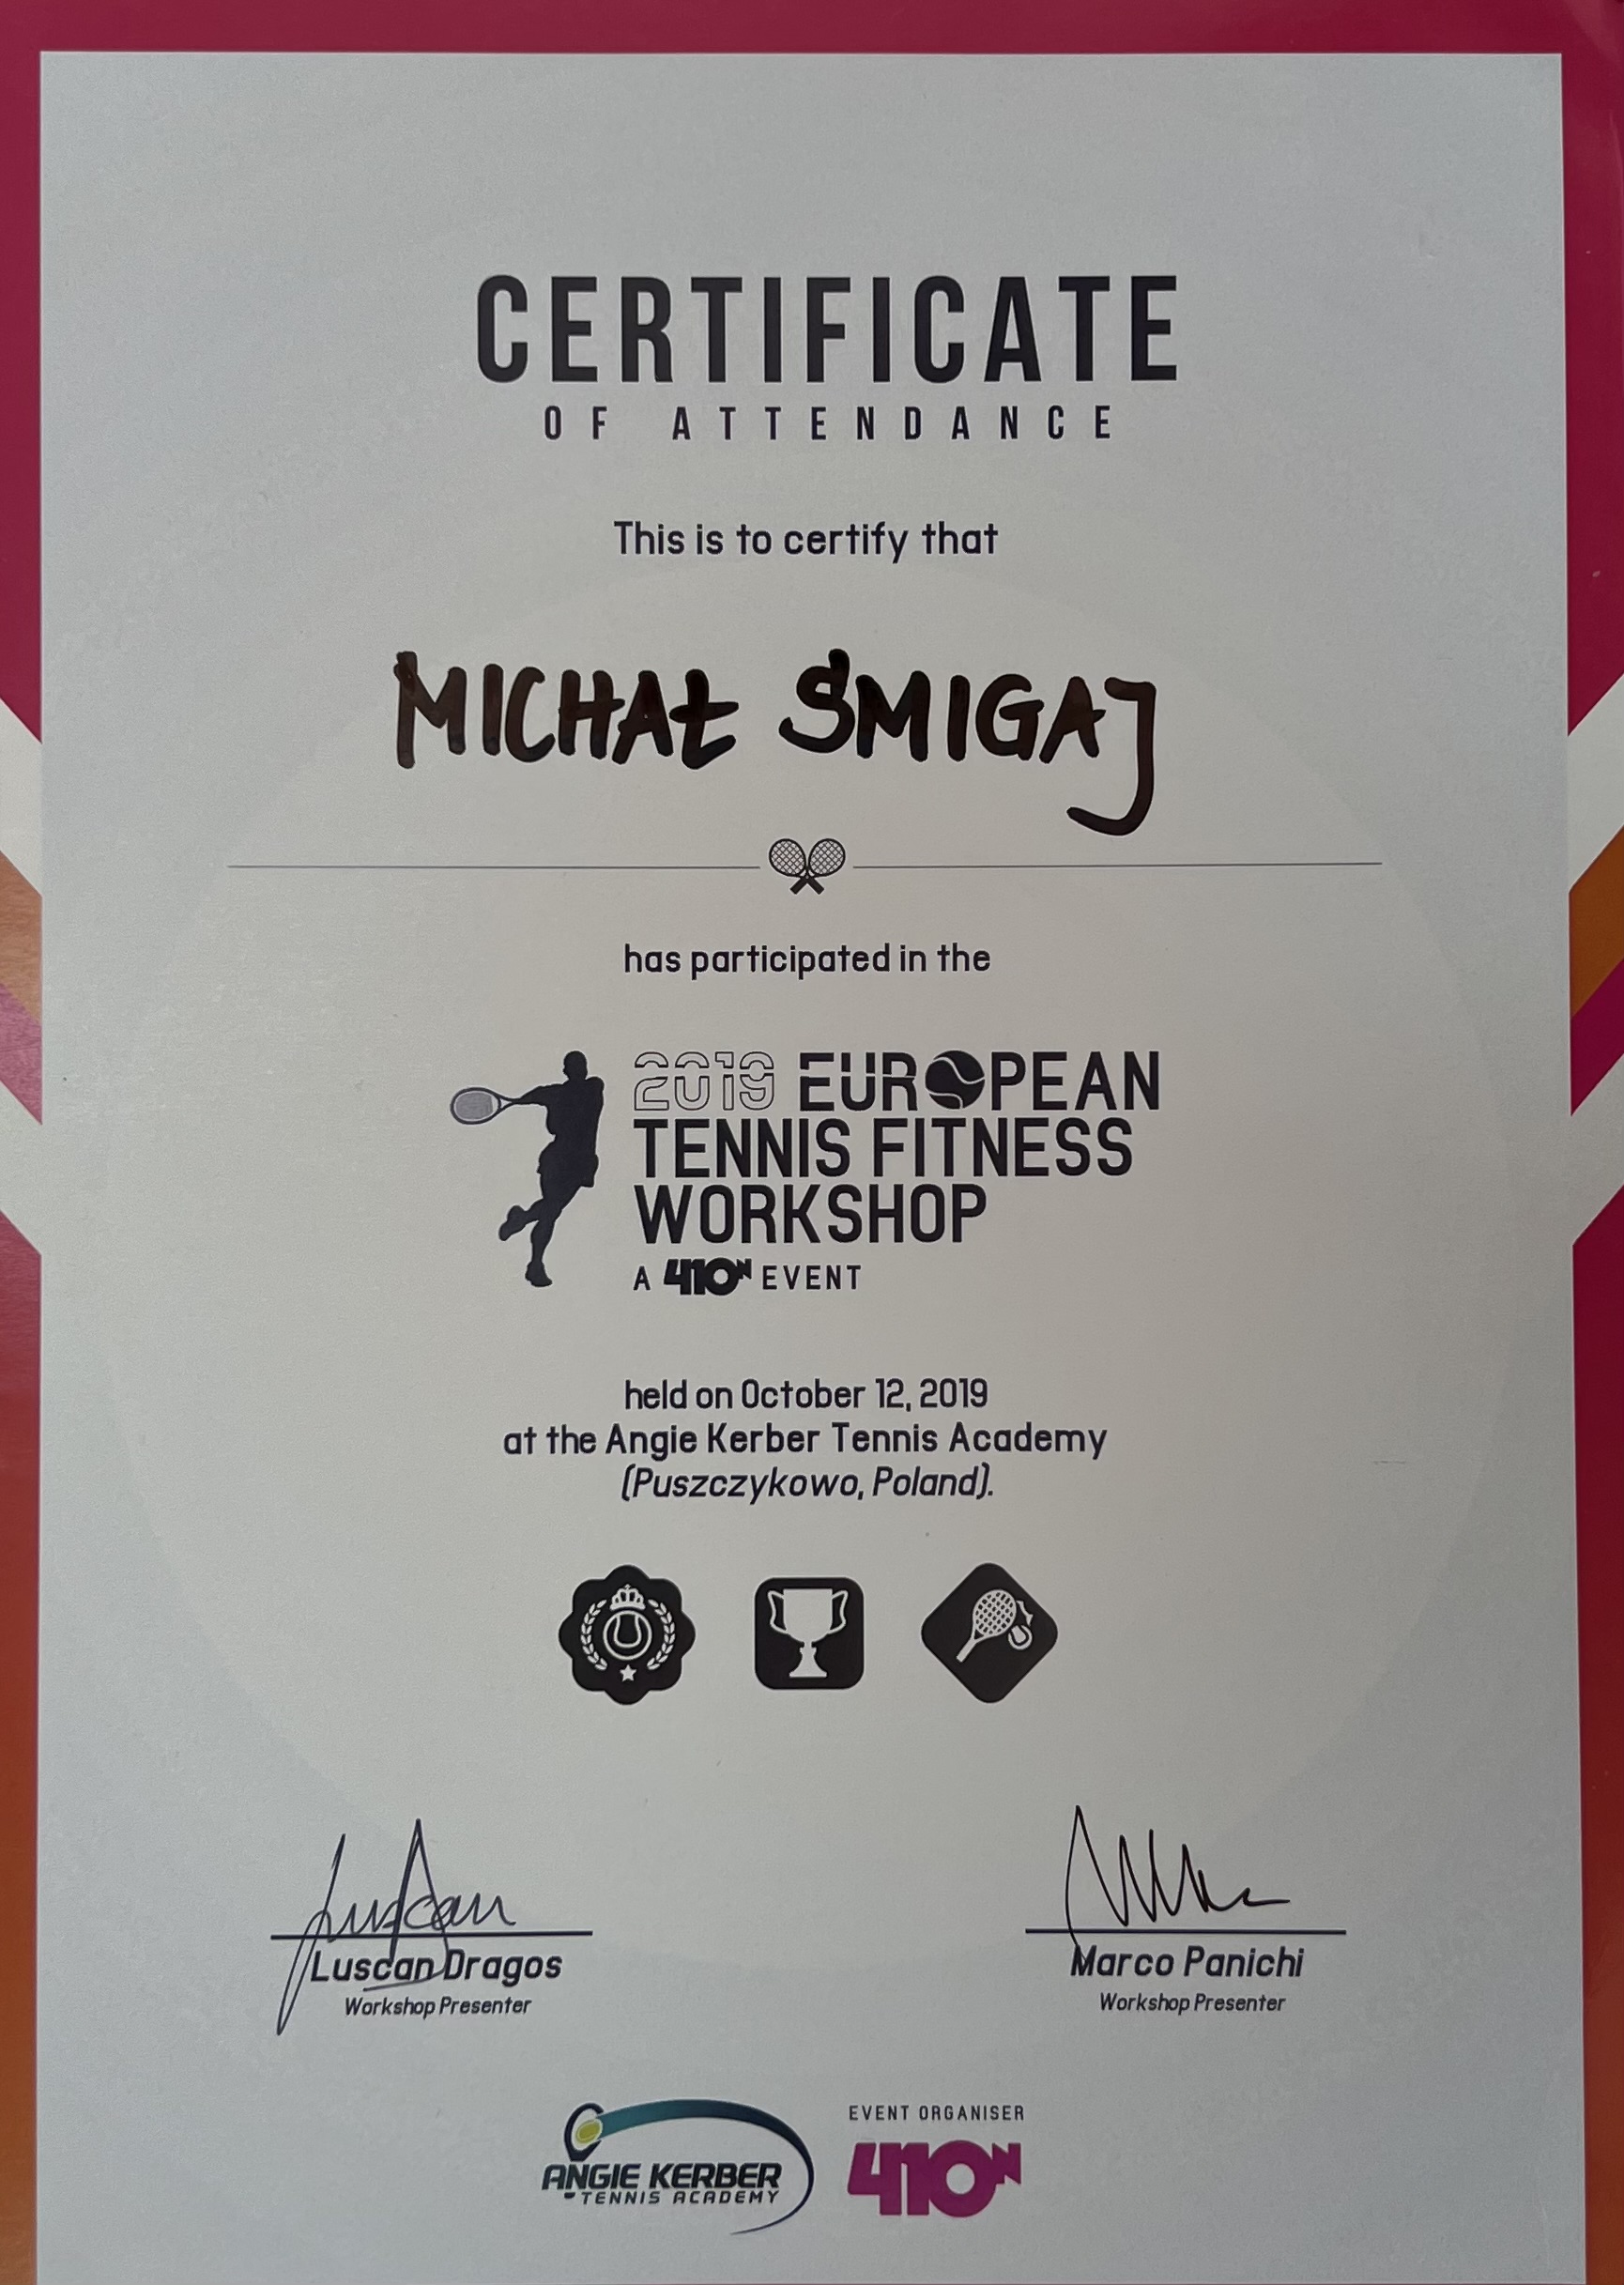 CERTIFICATE
OF ATTENDANCE
This is to certify that
MICHAŁ ŚMIGAJ
has participated in the
2019 EUROPEAN
TENNIS FITNESS
WORKSHOP
A 410N EVENT
held on October 12, 2019
at the Angie Kerber Tennis Academy
(Puszczykowo, Poland).
Luscan Dragos
Workshop Presenter
Marco Panichi
Workshop Presenter
ANGIE KERBER
TENNIS ACADEMY
EVENT ORGANISER
410N